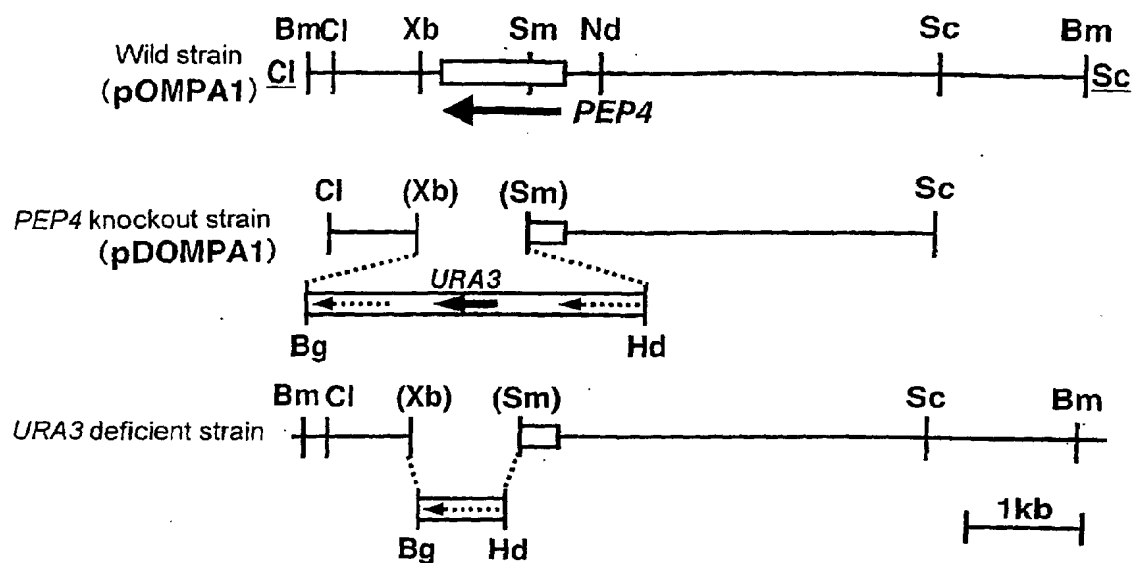 Bm Cl Xb Sm Nd Sc Bm
Wild strain
(pOMPA1)
Cl
Sc
PEP4
Cl (Xb) (Sm) Sc
PEP4 knockout strain
(pDOMPA1)
URA3
Bg Hd
Bm Cl (Xb) (Sm) Sc Bm
URA3 deficient strain
1kb
Bg Hd